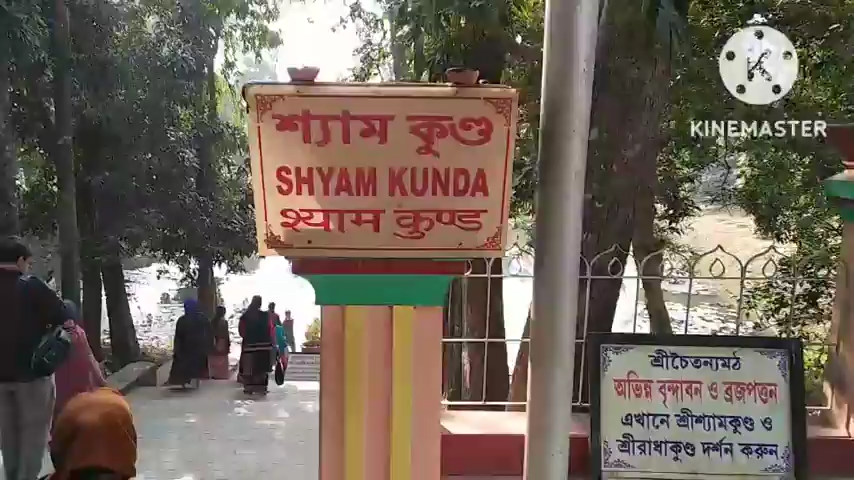 শ্যাম কুণ্ড
SHYAM KUNDA
श्याम कुण्ड
KINEMASTER
শ্রীচৈতন্যমঠ
অভিন্ন বৃন্দাবন ও ব্রজপত্তন
এখানে শ্রীশ্যামকুণ্ড ও
শ্রীরাধাকুণ্ড দর্শন করুন